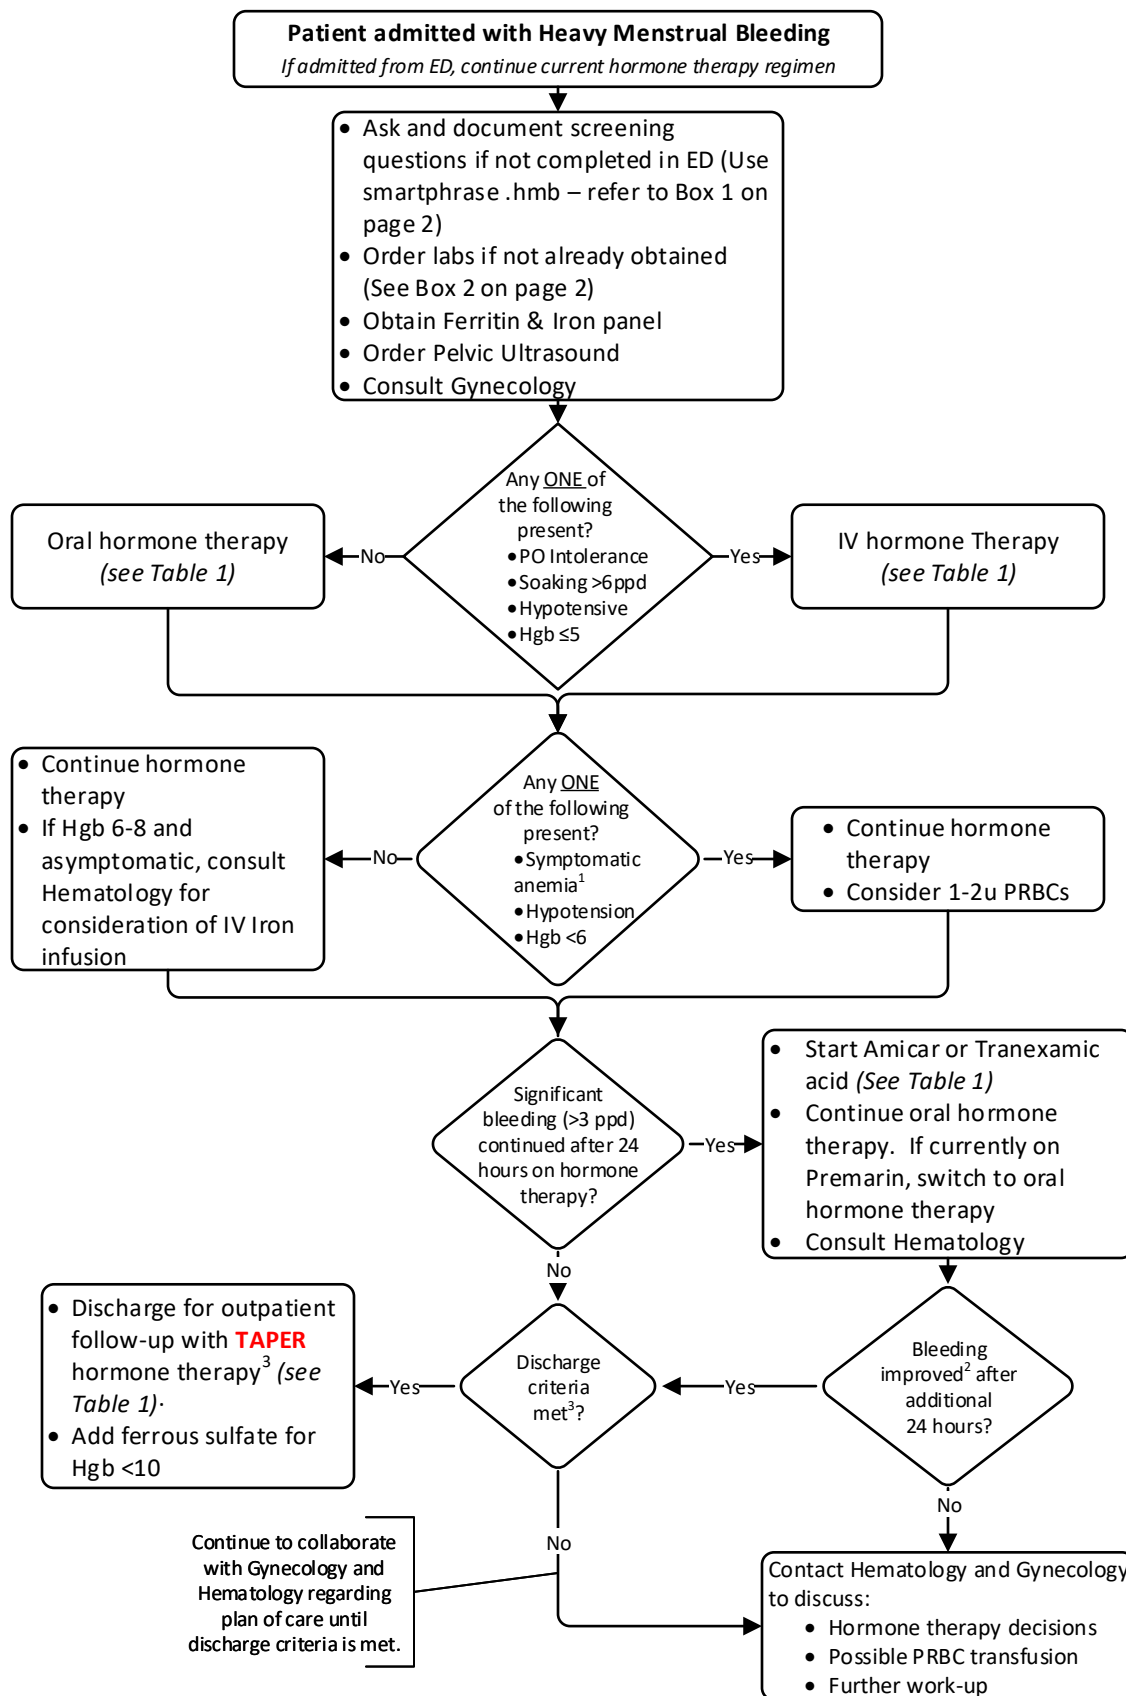 Patient admitted with Heavy Menstrual Bleeding
If admitted from ED, continue current hormone therapy regimen
• Ask and document screening
questions if not completed in ED (Use
smartphrase .hmb – refer to Box 1 on
page 2)
• Order labs if not already obtained
(See Box 2 on page 2)
• Obtain Ferritin & Iron panel
• Order Pelvic Ultrasound
• Consult Gynecology
Any ONE of
the following
present?
• PO Intolerance
• Soaking >6ppd
• Hypotensive
• Hgb ≤5
No
Yes
Oral hormone therapy
(see Table 1)
IV hormone Therapy
(see Table 1)
Any ONE
of the following
present?
• Symptomatic
anemia1
• Hypotension
• Hgb <6
No
Yes
• Continue hormone
therapy
• If Hgb 6-8 and
asymptomatic, consult
Hematology for
consideration of IV Iron
infusion
• Continue hormone
therapy
• Consider 1-2u PRBCs
Significant
bleeding (>3 ppd)
continued after 24
hours on hormone
therapy?
Yes
No
• Start Amicar or Tranexamic
acid (See Table 1)
• Continue oral hormone
therapy. If currently on
Premarin, switch to oral
hormone therapy
• Consult Hematology
Bleeding
improved2 after
additional
24 hours?
Yes
No
Discharge
criteria
met3?
Yes
No
• Discharge for outpatient
follow-up with TAPER
hormone therapy3 (see
Table 1)·
• Add ferrous sulfate for
Hgb <10
Continue to collaborate
with Gynecology and
Hematology regarding
plan of care until
discharge criteria is met.
Contact Hematology and Gynecology
to discuss:
• Hormone therapy decisions
• Possible PRBC transfusion
• Further work-up